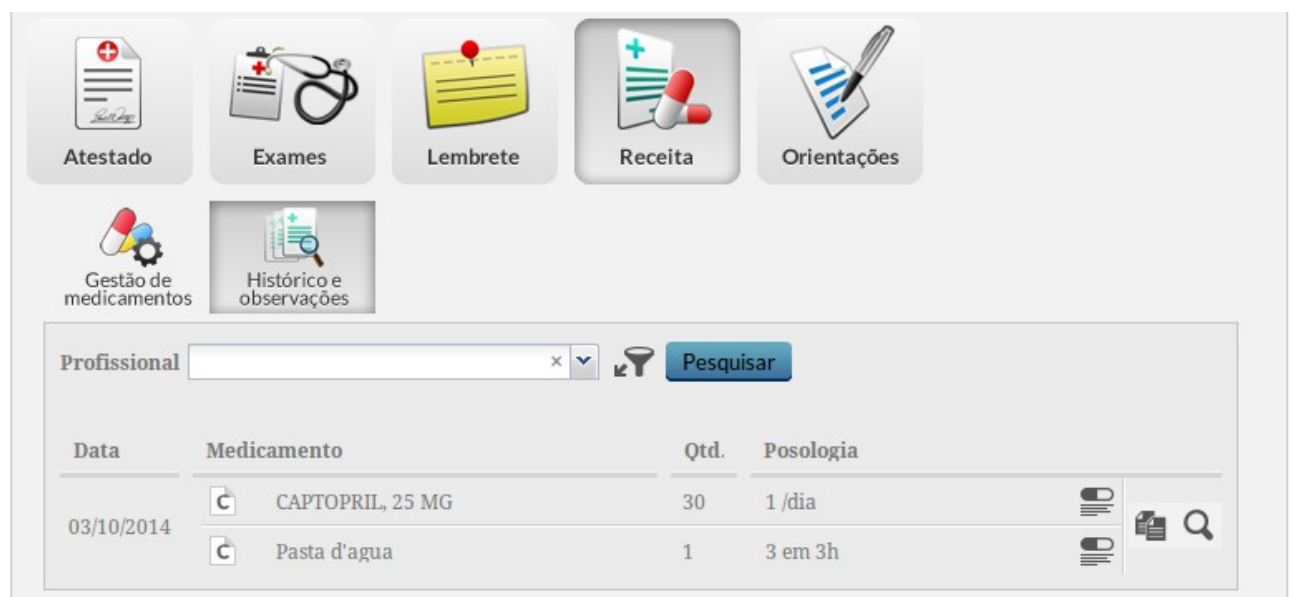 Atestado Exames Lembrete Receita Orientações
Gestão de medicamentos
Histórico e observações
Profissional × Pesquisar
Data Medicamento Qtd. Posologia
03/10/2014
C CAPTOPRIL, 25 MG 30 1 /dia
C Pasta d'agua 1 3 em 3h